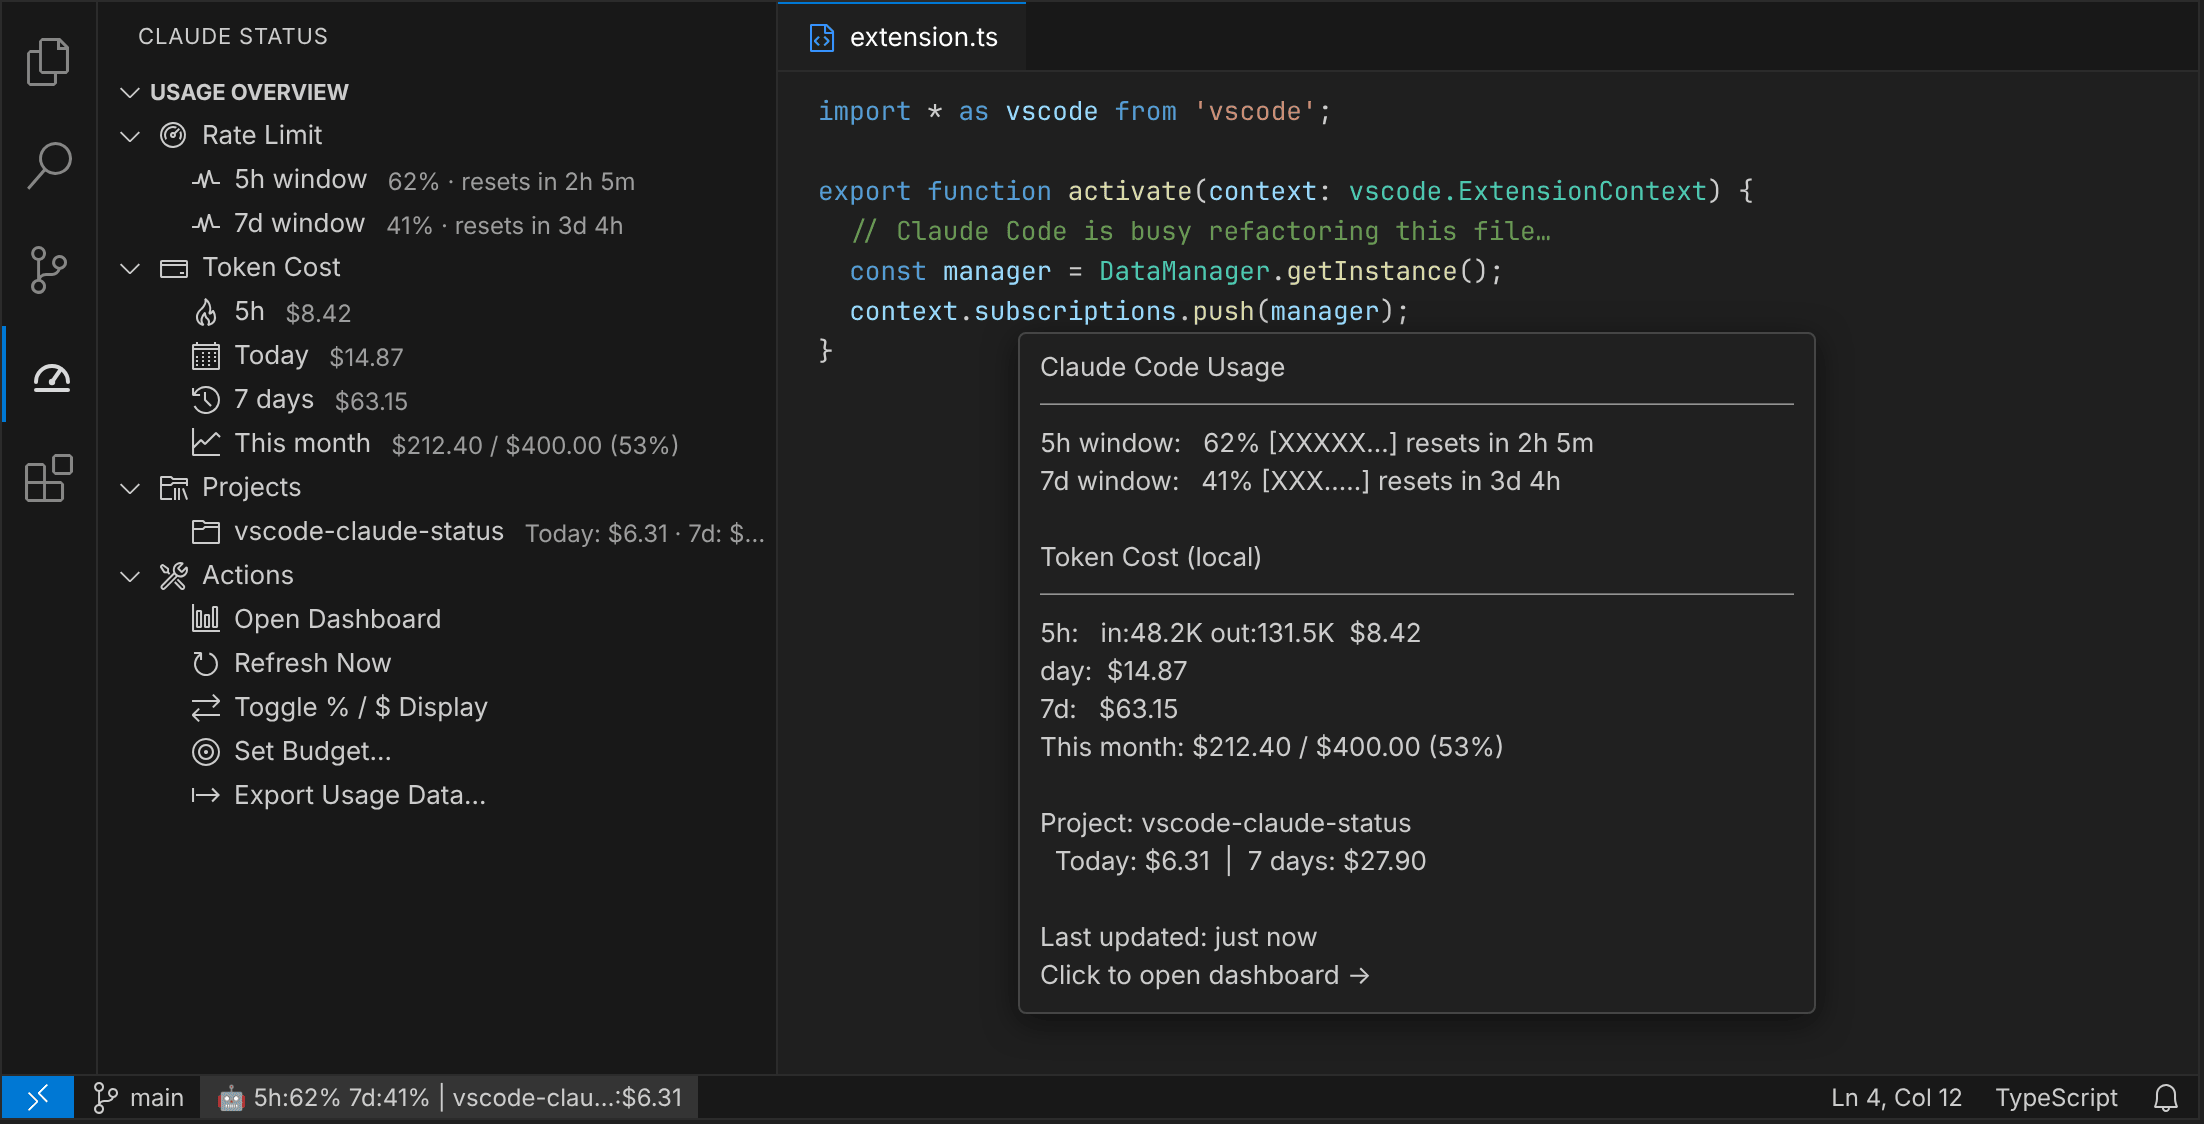 CLAUDE STATUS
USAGE OVERVIEW
Rate Limit
5h window 62% · resets in 2h 5m
7d window 41% · resets in 3d 4h
Token Cost
5h $8.42
Today $14.87
7 days $63.15
This month $212.40 / $400.00 (53%)
Projects
vscode-claude-status Today: $6.31 · 7d: $...
Actions
Open Dashboard
Refresh Now
Toggle % / $ Display
Set Budget...
Export Usage Data...
extension.ts
import * as vscode from 'vscode';
export function activate(context: vscode.ExtensionContext) {
// Claude Code is busy refactoring this file…
const manager = DataManager.getInstance();
context.subscriptions.push(manager);
}
Claude Code Usage
5h window: 62% [XXXXX...] resets in 2h 5m
7d window: 41% [XXX.....] resets in 3d 4h
Token Cost (local)
5h: in:48.2K out:131.5K $8.42
day: $14.87
7d: $63.15
This month: $212.40 / $400.00 (53%)
Project: vscode-claude-status
Today: $6.31 | 7 days: $27.90
Last updated: just now
Click to open dashboard →
main 🤖 5h:62% 7d:41% | vscode-clau...:$6.31 Ln 4, Col 12 TypeScript